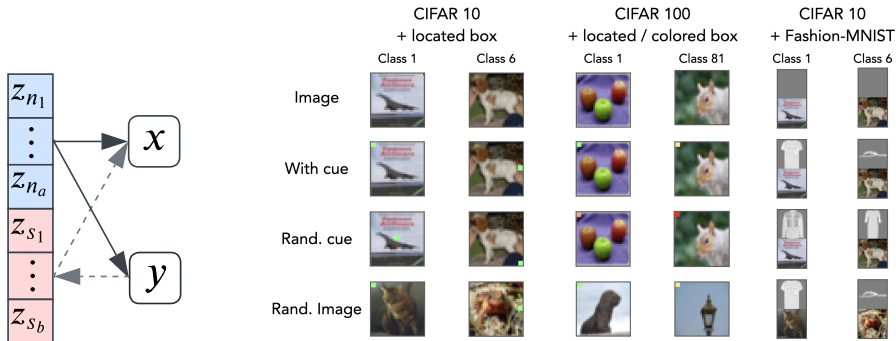 z_{n_1}
⋮
z_{n_a}
z_{s_1}
⋮
z_{s_b}
x
y
CIFAR 10
+ located box
CIFAR 100
+ located / colored box
CIFAR 10
+ Fashion-MNIST
Class 1
Class 6
Class 1
Class 81
Class 1
Class 6
Image
With cue
Rand. cue
Rand. Image